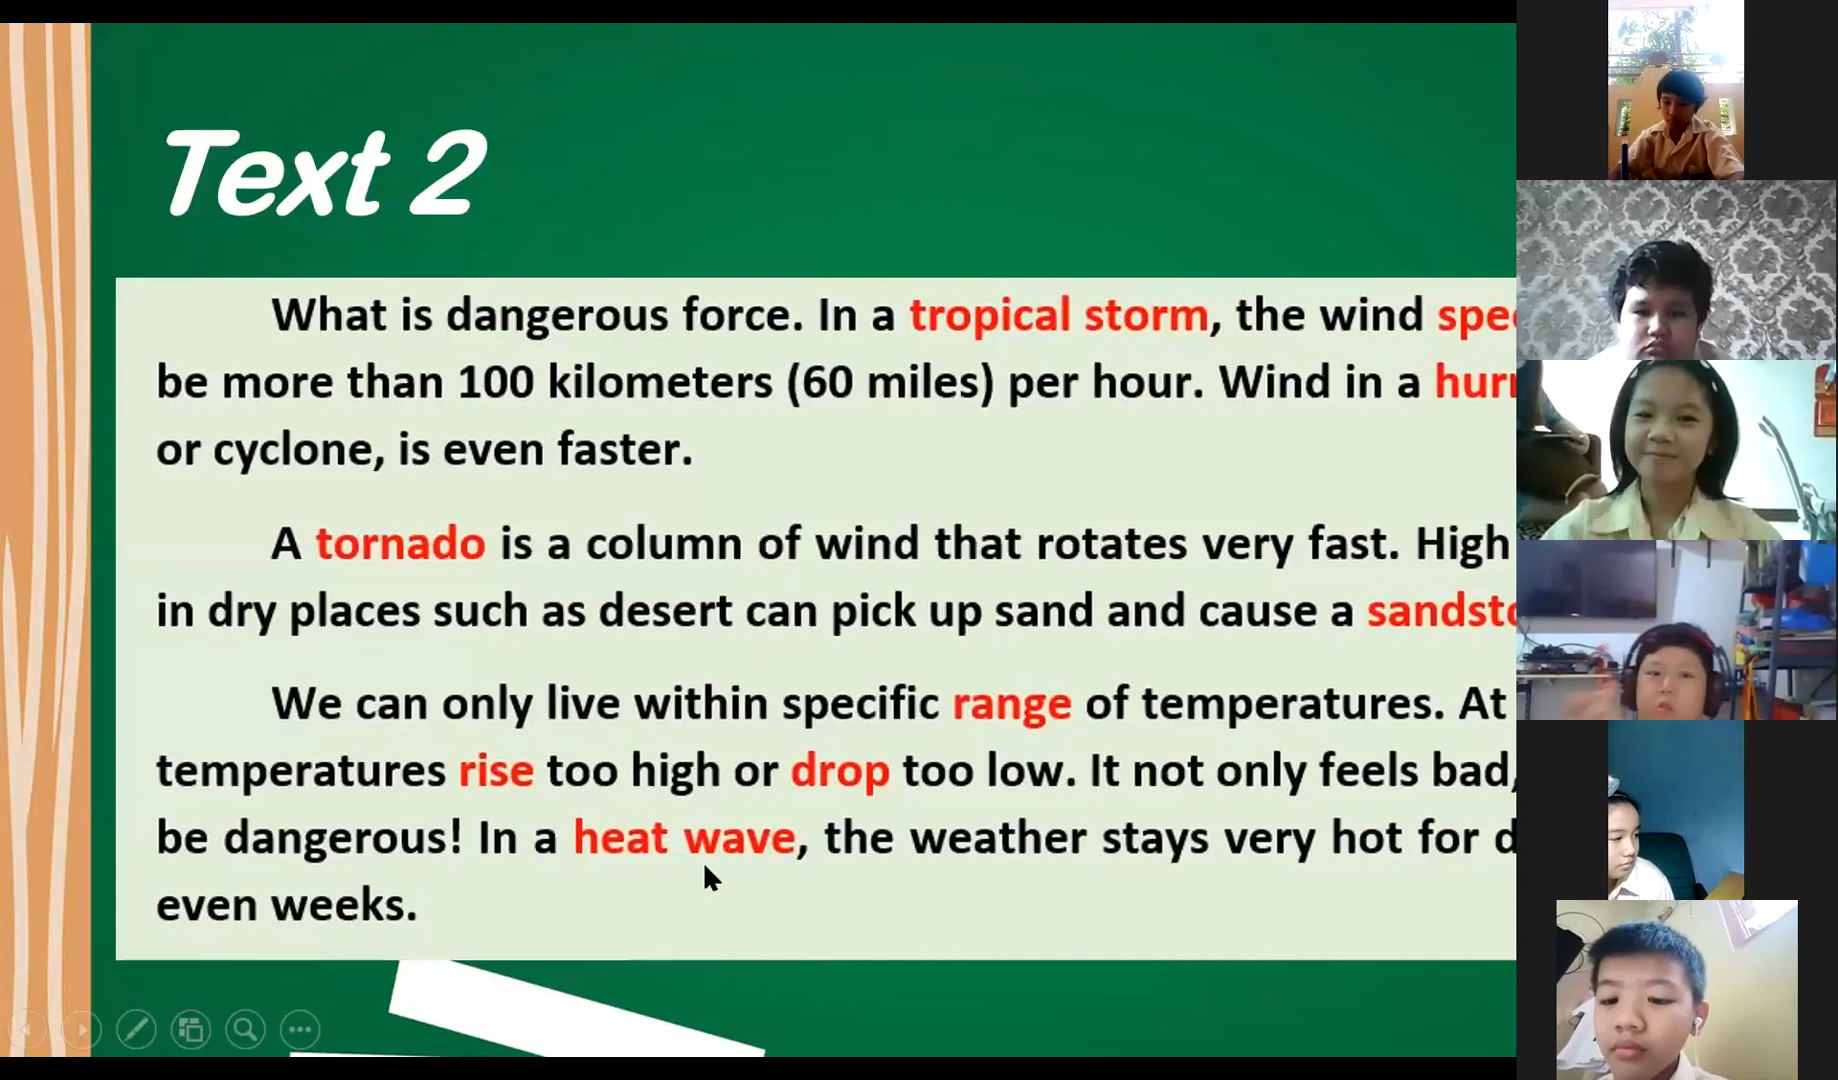 Text 2
What is dangerous force. In a tropical storm, the wind
be more than 100 kilometers (60 miles) per hour. Wind in a
or cyclone, is even faster.
A tornado is a column of wind that rotates very fast. High
in dry places such as desert can pick up sand and cause a
We can only live within specific range of temperatures. At
temperatures rise too high or drop too low. It not only feels bad,
be dangerous! In a heat wave, the weather stays very hot for
even weeks.